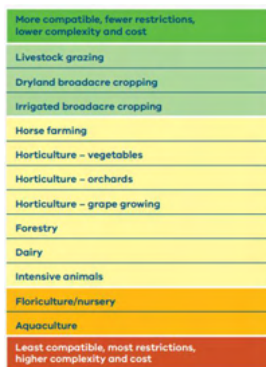 More compatible, fewer restrictions,
lower complexity and cost
Livestock grazing
Dryland broadacre cropping
Irrigated broadacre cropping
Horse farming
Horticulture – vegetables
Horticulture – orchards
Horticulture – grape growing
Forestry
Dairy
Intensive animals
Floriculture/nursery
Aquaculture
Least compatible, most restrictions,
higher complexity and cost